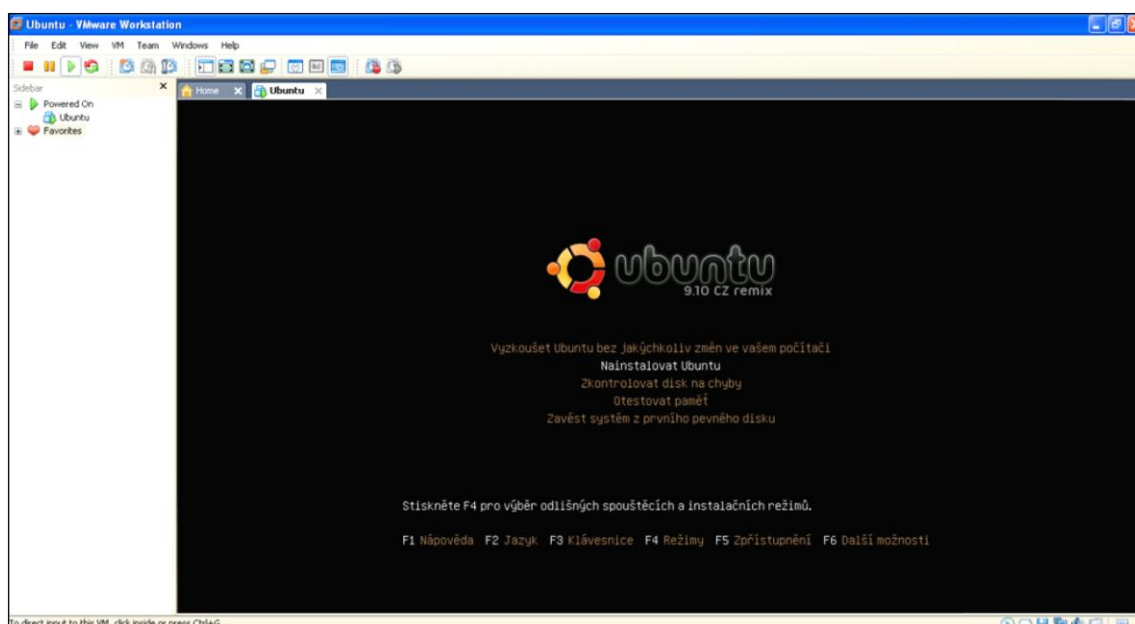 Ubuntu - VMware Workstation
File Edit View VM Team Windows Help
Sidebar
Home Ubuntu
Powered On
Ubuntu
Favorites
ubuntu
9.10 CZ remix
Vyzkoušet Ubuntu bez jakýchkoliv změn ve vašem počítači
Nainstalovat Ubuntu
Zkontrolovat disk na chyby
Otestovat paměť
Zavést systém z prvního pevného disku
Stiskněte F4 pro výběr odlišných spouštěcích a instalačních režimů.
F1 Nápověda F2 Jazyk F3 Klávesnice F4 Režimy F5 Zpřístupnění F6 Další možnosti
To direct input to this VM, click inside or press Ctrl+G.